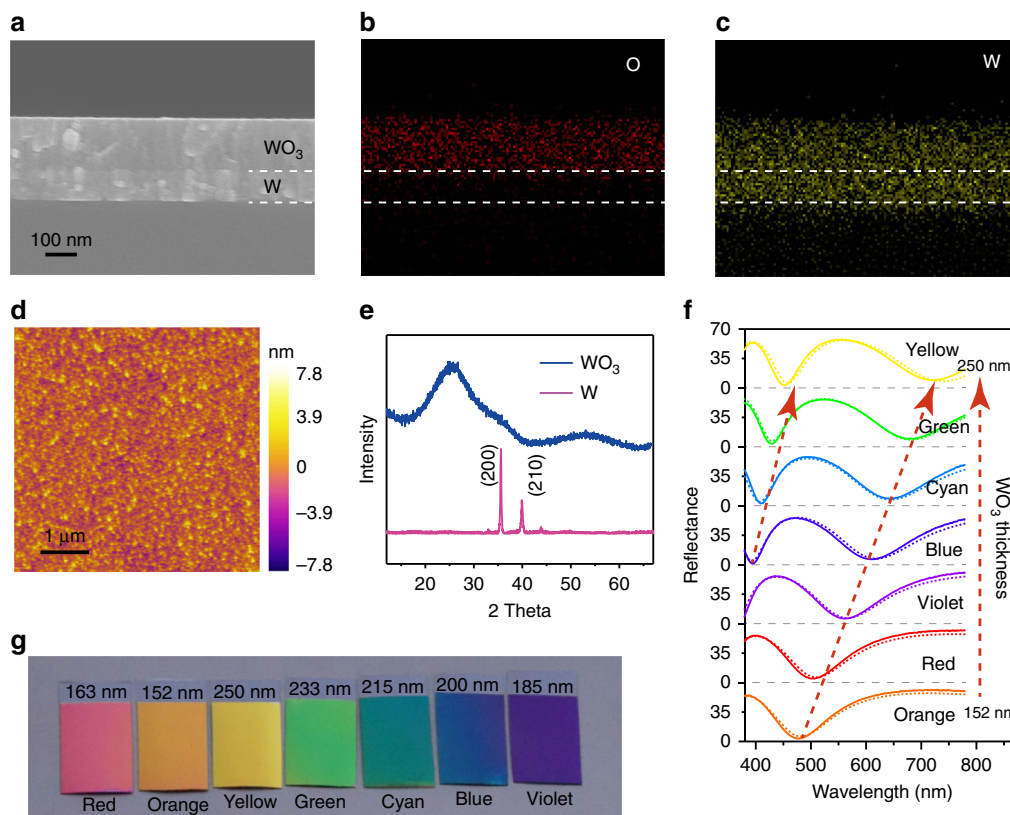 a
WO₃
W
100 nm
b
O
c
W
d
1 μm
nm
7.8
3.9
0
−3.9
−7.8
e
WO₃
W
(200)
(210)
Intensity
20 30 40 50 60
2 Theta
f
70
35
0
35
0
35
0
35
0
35
0
35
0
35
0
Reflectance
Yellow
250 nm
Green
Cyan
Blue
Violet
Red
Orange
152 nm
WO₃ thickness
400 500 600 700 800
Wavelength (nm)
g
163 nm 152 nm 250 nm 233 nm 215 nm 200 nm 185 nm
Red Orange Yellow Green Cyan Blue Violet